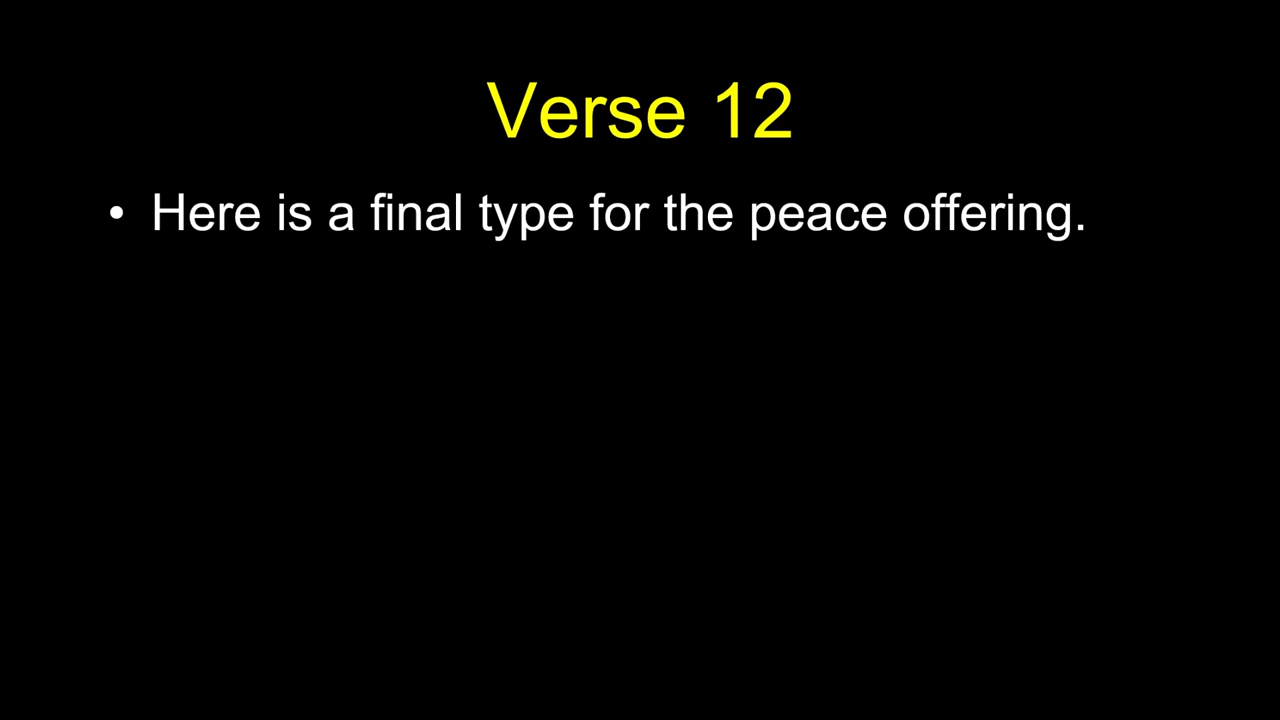 Verse 12
• Here is a final type for the peace offering.